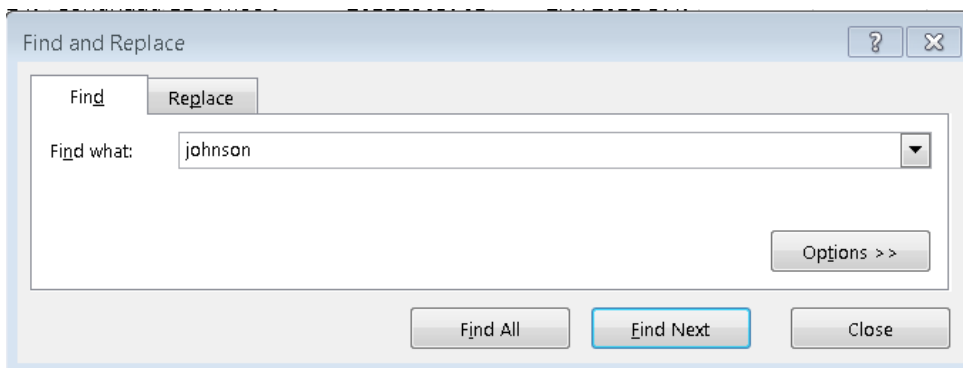 Find and Replace
Find Replace
Find what: johnson
Options >>
Find All Find Next Close